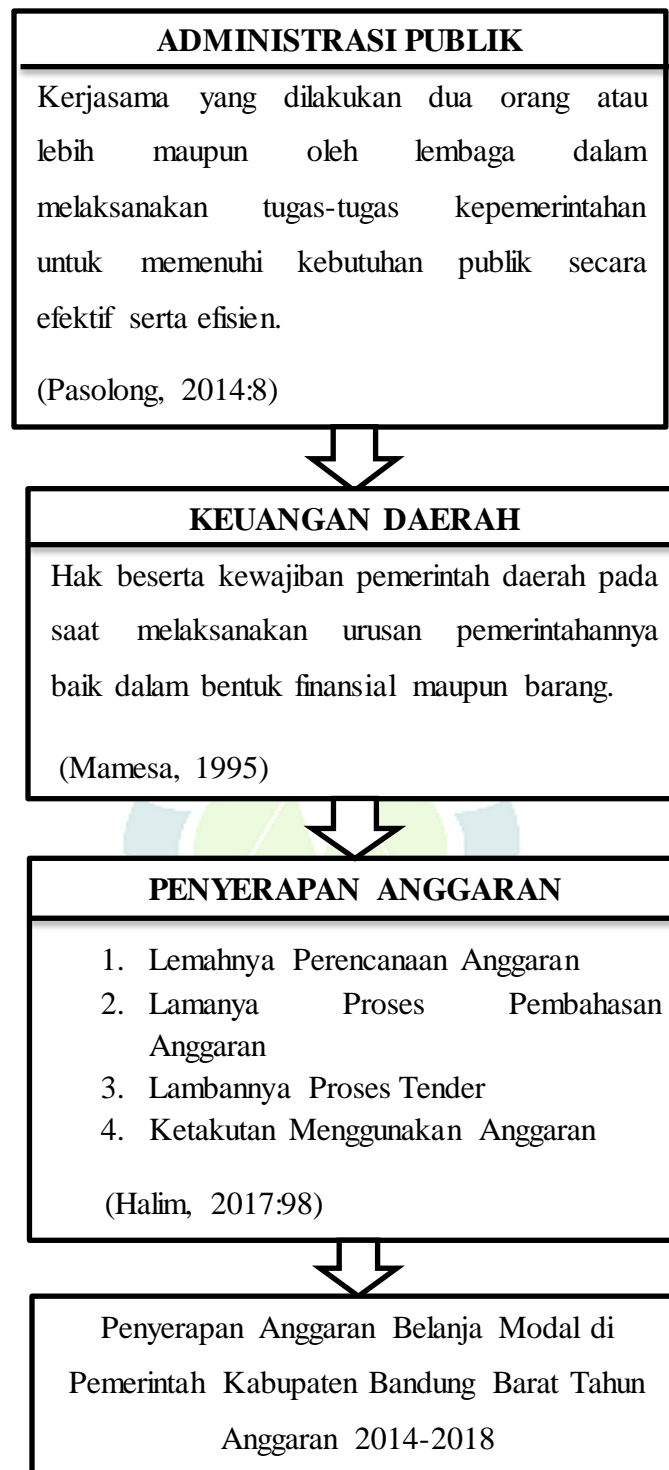 ADMINISTRASI PUBLIK
Kerjasama yang dilakukan dua orang atau
lebih maupun oleh lembaga dalam
melaksanakan tugas-tugas kepemerintahan
untuk memenuhi kebutuhan publik secara
efektif serta efisien.
(Pasolong, 2014:8)
KEUANGAN DAERAH
Hak beserta kewajiban pemerintah daerah pada
saat melaksanakan urusan pemerintahannya
baik dalam bentuk finansial maupun barang.
(Mamesa, 1995)
PENYERAPAN ANGGARAN
1. Lemahnya Perencanaan Anggaran
2. Lamanya Proses Pembahasan
Anggaran
3. Lambannya Proses Tender
4. Ketakutan Menggunakan Anggaran
(Halim, 2017:98)
Penyerapan Anggaran Belanja Modal di
Pemerintah Kabupaten Bandung Barat Tahun
Anggaran 2014-2018